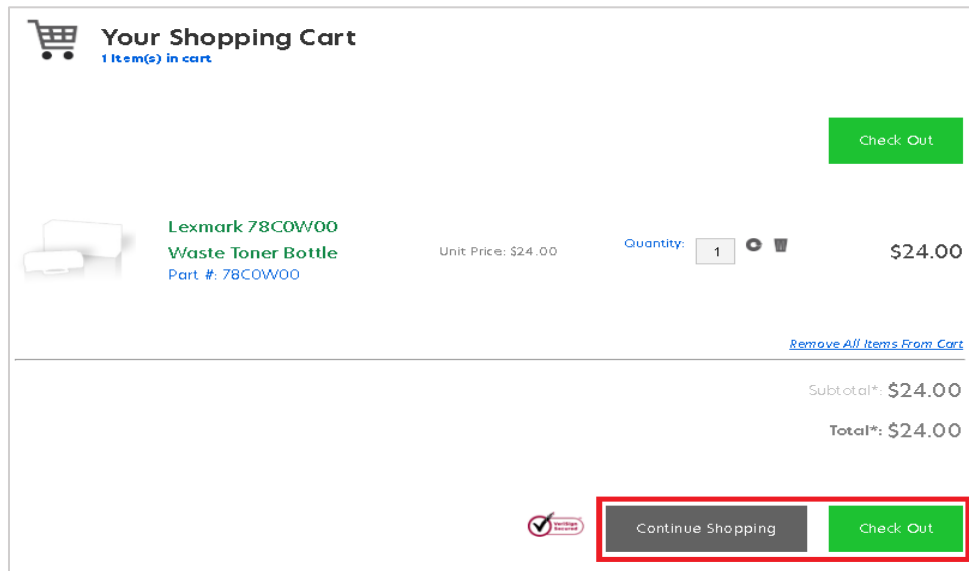 Your Shopping Cart
1 Item(s) in cart
Check Out
Lexmark 78C0W00
Waste Toner Bottle
Part #: 78C0W00
Unit Price: $24.00
Quantity:
1
$24.00
Remove All Items From Cart
Subtotal*: $24.00
Total*: $24.00
VeriSign
Secured
Continue Shopping
Check Out